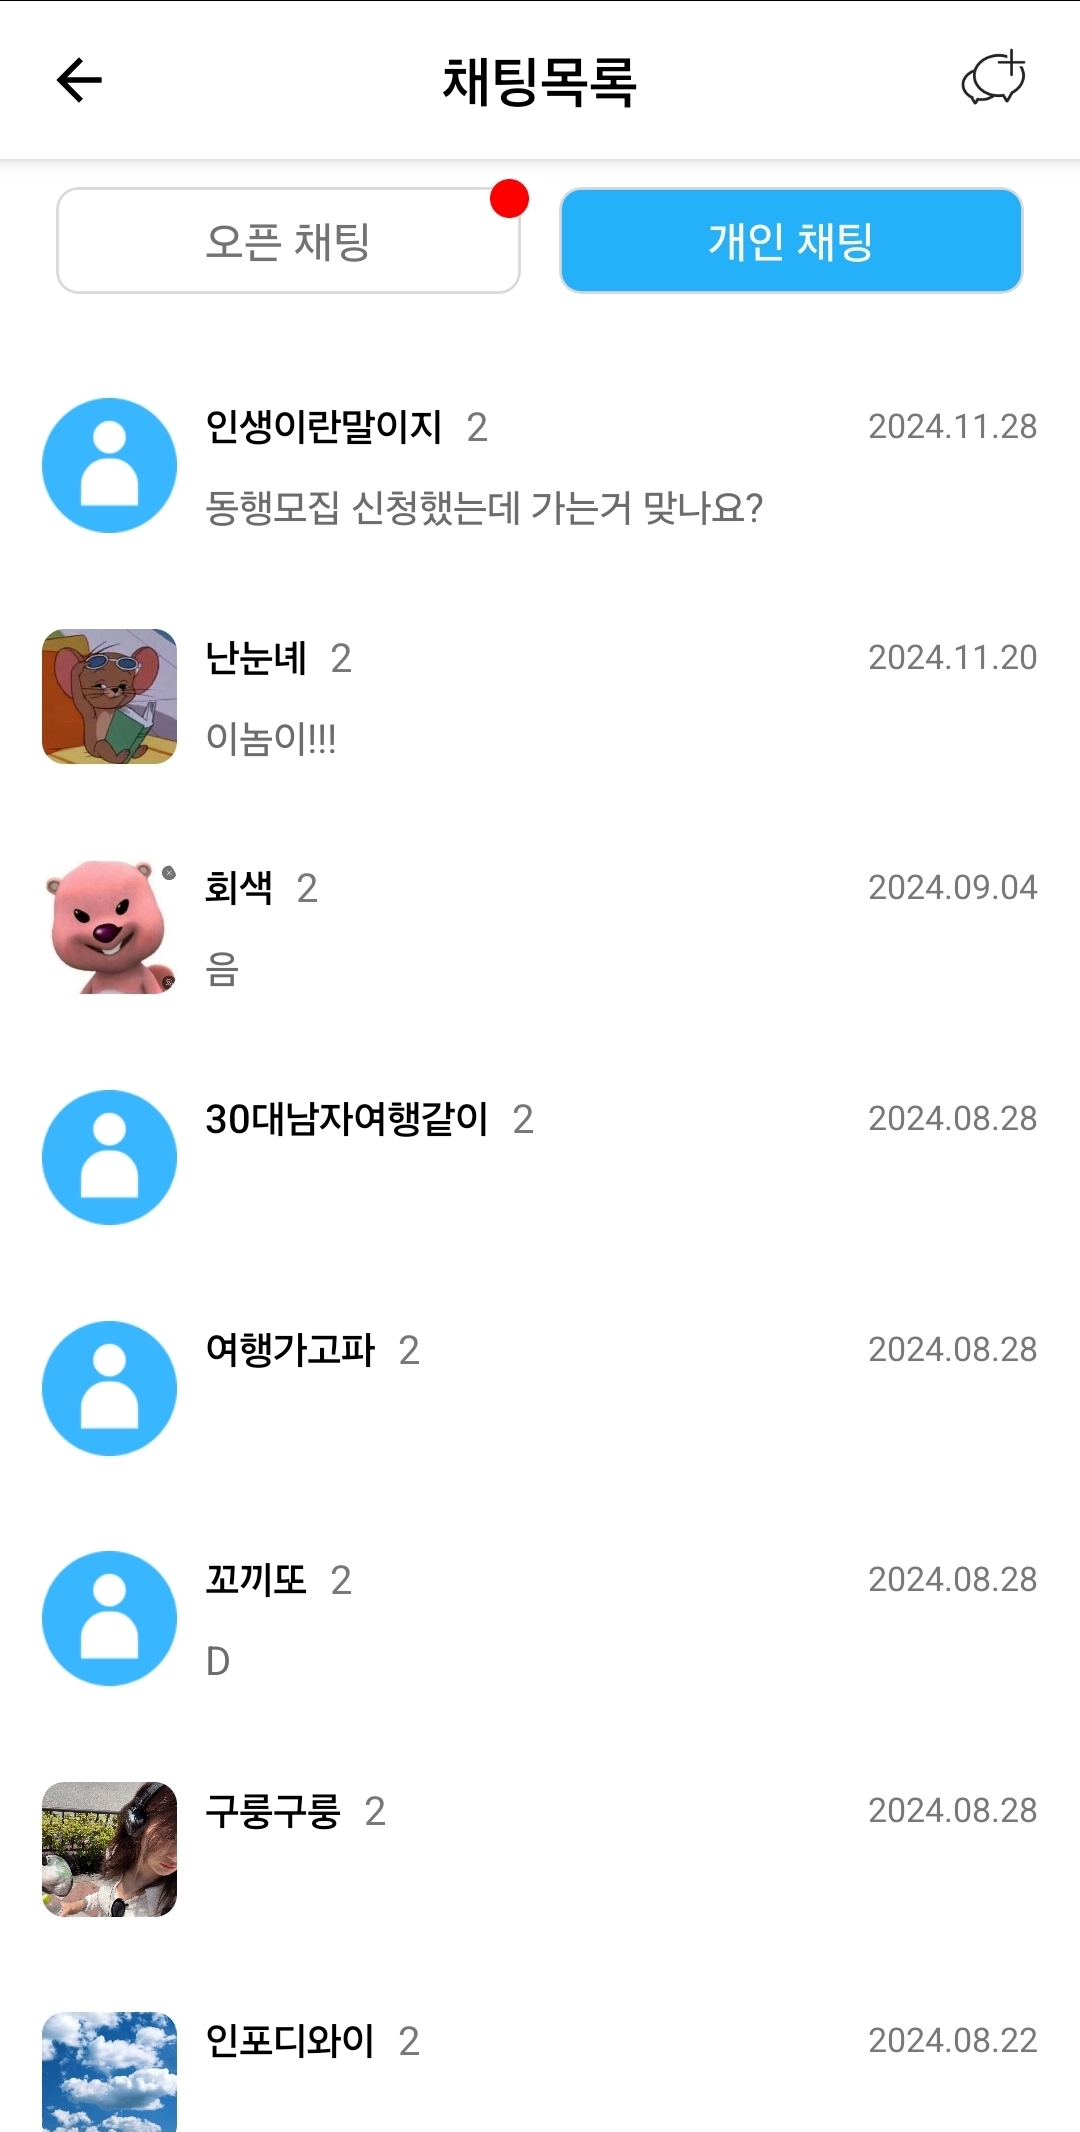 채팅목록
오픈 채팅
개인 채팅
인생이란말이지 2 2024.11.28
동행모집 신청했는데 가는거 맞나요?
난눈녜 2 2024.11.20
이놈이!!!
회색 2 2024.09.04
음
30대남자여행같이 2 2024.08.28
여행가고파 2 2024.08.28
꼬끼또 2 2024.08.28
D
구룽구룽 2 2024.08.28
인포디와이 2 2024.08.22